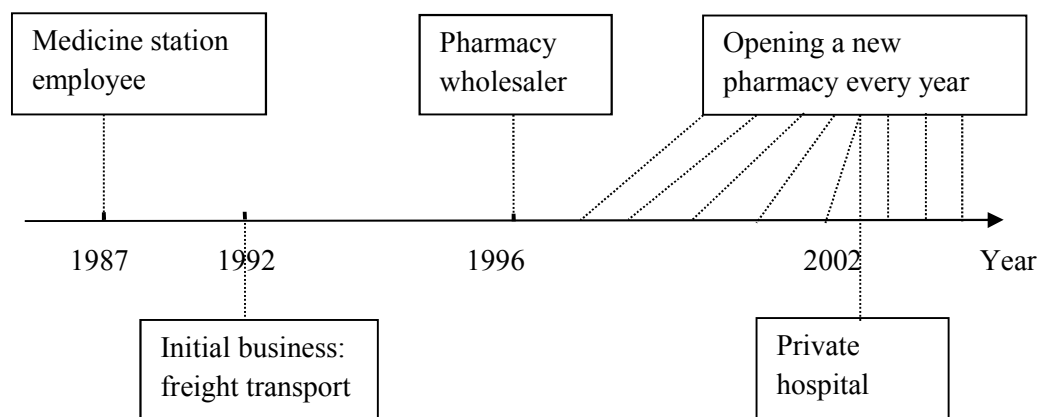 Medicine station
employee
Pharmacy
wholesaler
Opening a new
pharmacy every year
1987
1992
1996
2002
Year
Initial business:
freight transport
Private
hospital